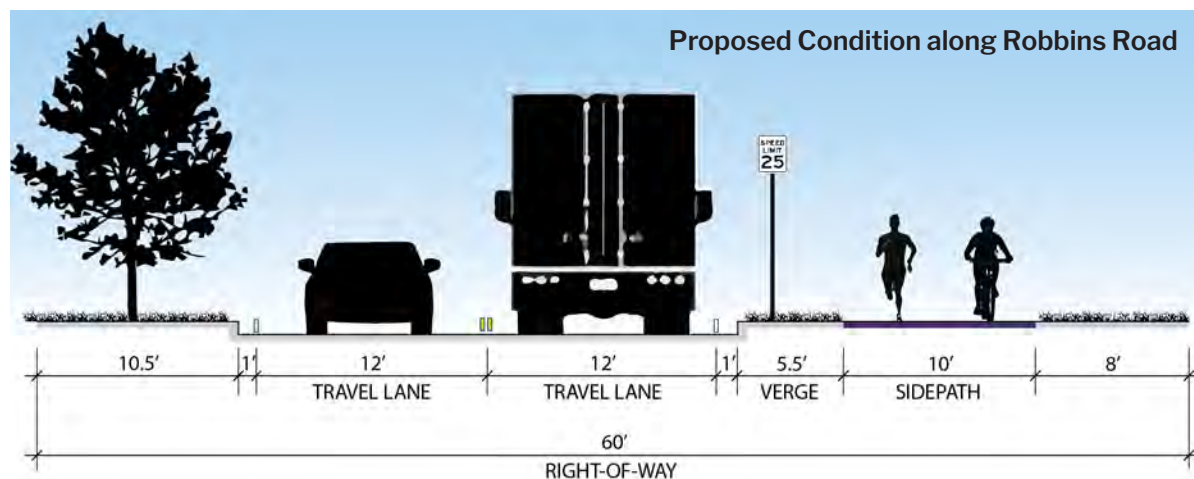 Proposed Condition along Robbins Road
SPEED
LIMIT
25
10.5’ 1’ 12’ 12’ 1’ 5.5’ 10’ 8’
TRAVEL LANE TRAVEL LANE VERGE SIDEPATH
60’
RIGHT-OF-WAY